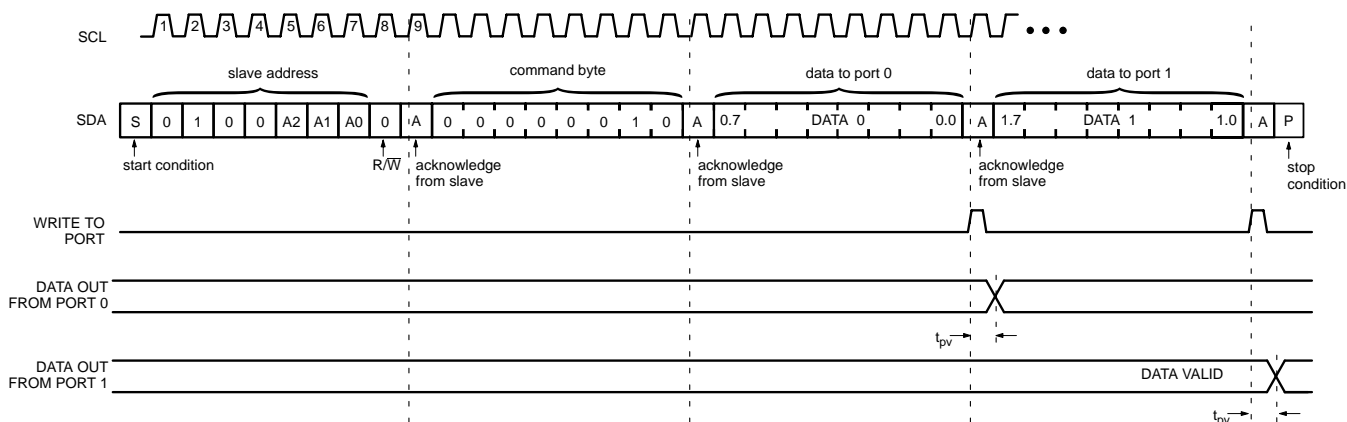 SCL
1 2 3 4 5 6 7 8 9
slave address command byte data to port 0 data to port 1
SDA S 0 1 0 0 A2 A1 A0 0 A 0 0 0 0 0 0 1 0 A 0.7 DATA 0 0.0 A 1.7 DATA 1 1.0 A P
start condition R/W acknowledge from slave acknowledge from slave acknowledge from slave stop condition
WRITE TO
PORT
DATA OUT
FROM PORT 0
tpv
DATA OUT
FROM PORT 1
DATA VALID
tpv